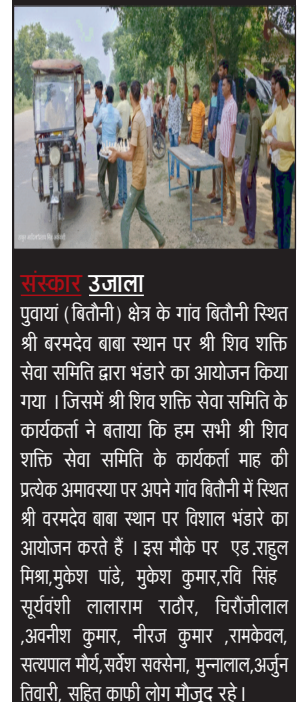 संस्कार उजाला
पुवायां (बितौनी) क्षेत्र के गांव बितौनी स्थित
श्री बरमदेव बाबा स्थान पर श्री शिव शक्ति
सेवा समिति द्वारा भंडारे का आयोजन किया
गया । जिसमें श्री शिव शक्ति सेवा समिति के
कार्यकर्ता ने बताया कि हम सभी श्री शिव
शक्ति सेवा समिति के कार्यकर्ता माह की
प्रत्येक अमावस्या पर अपने गांव बितौनी में स्थित
श्री वरमदेव बाबा स्थान पर विशाल भंडारे का
आयोजन करते हैं । इस मौके पर एड.राहुल
मिश्रा,मुकेश पांडे, मुकेश कुमार,रवि सिंह
सूर्यवंशी लालाराम राठौर, चिरौंजीलाल
,अवनीश कुमार, नीरज कुमार ,रामकेवल,
सत्यपाल मौर्य,सर्वेश सक्सेना, मुन्नालाल,अर्जुन
तिवारी, सहित काफी लोग मौजूद रहे ।